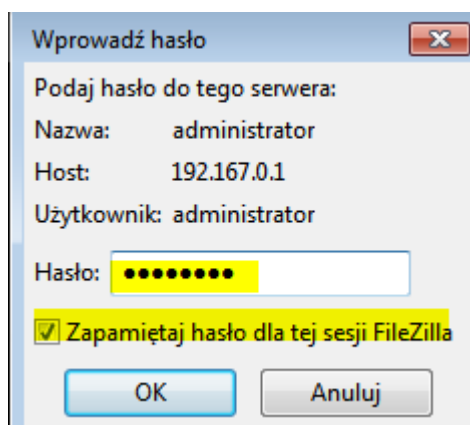 Wprowadź hasło
Podaj hasło do tego serwera:
Nazwa: administrator
Host: 192.167.0.1
Użytkownik: administrator
Hasło: ●●●●●●●●
Zapamiętaj hasło dla tej sesji FileZilla
OK Anuluj